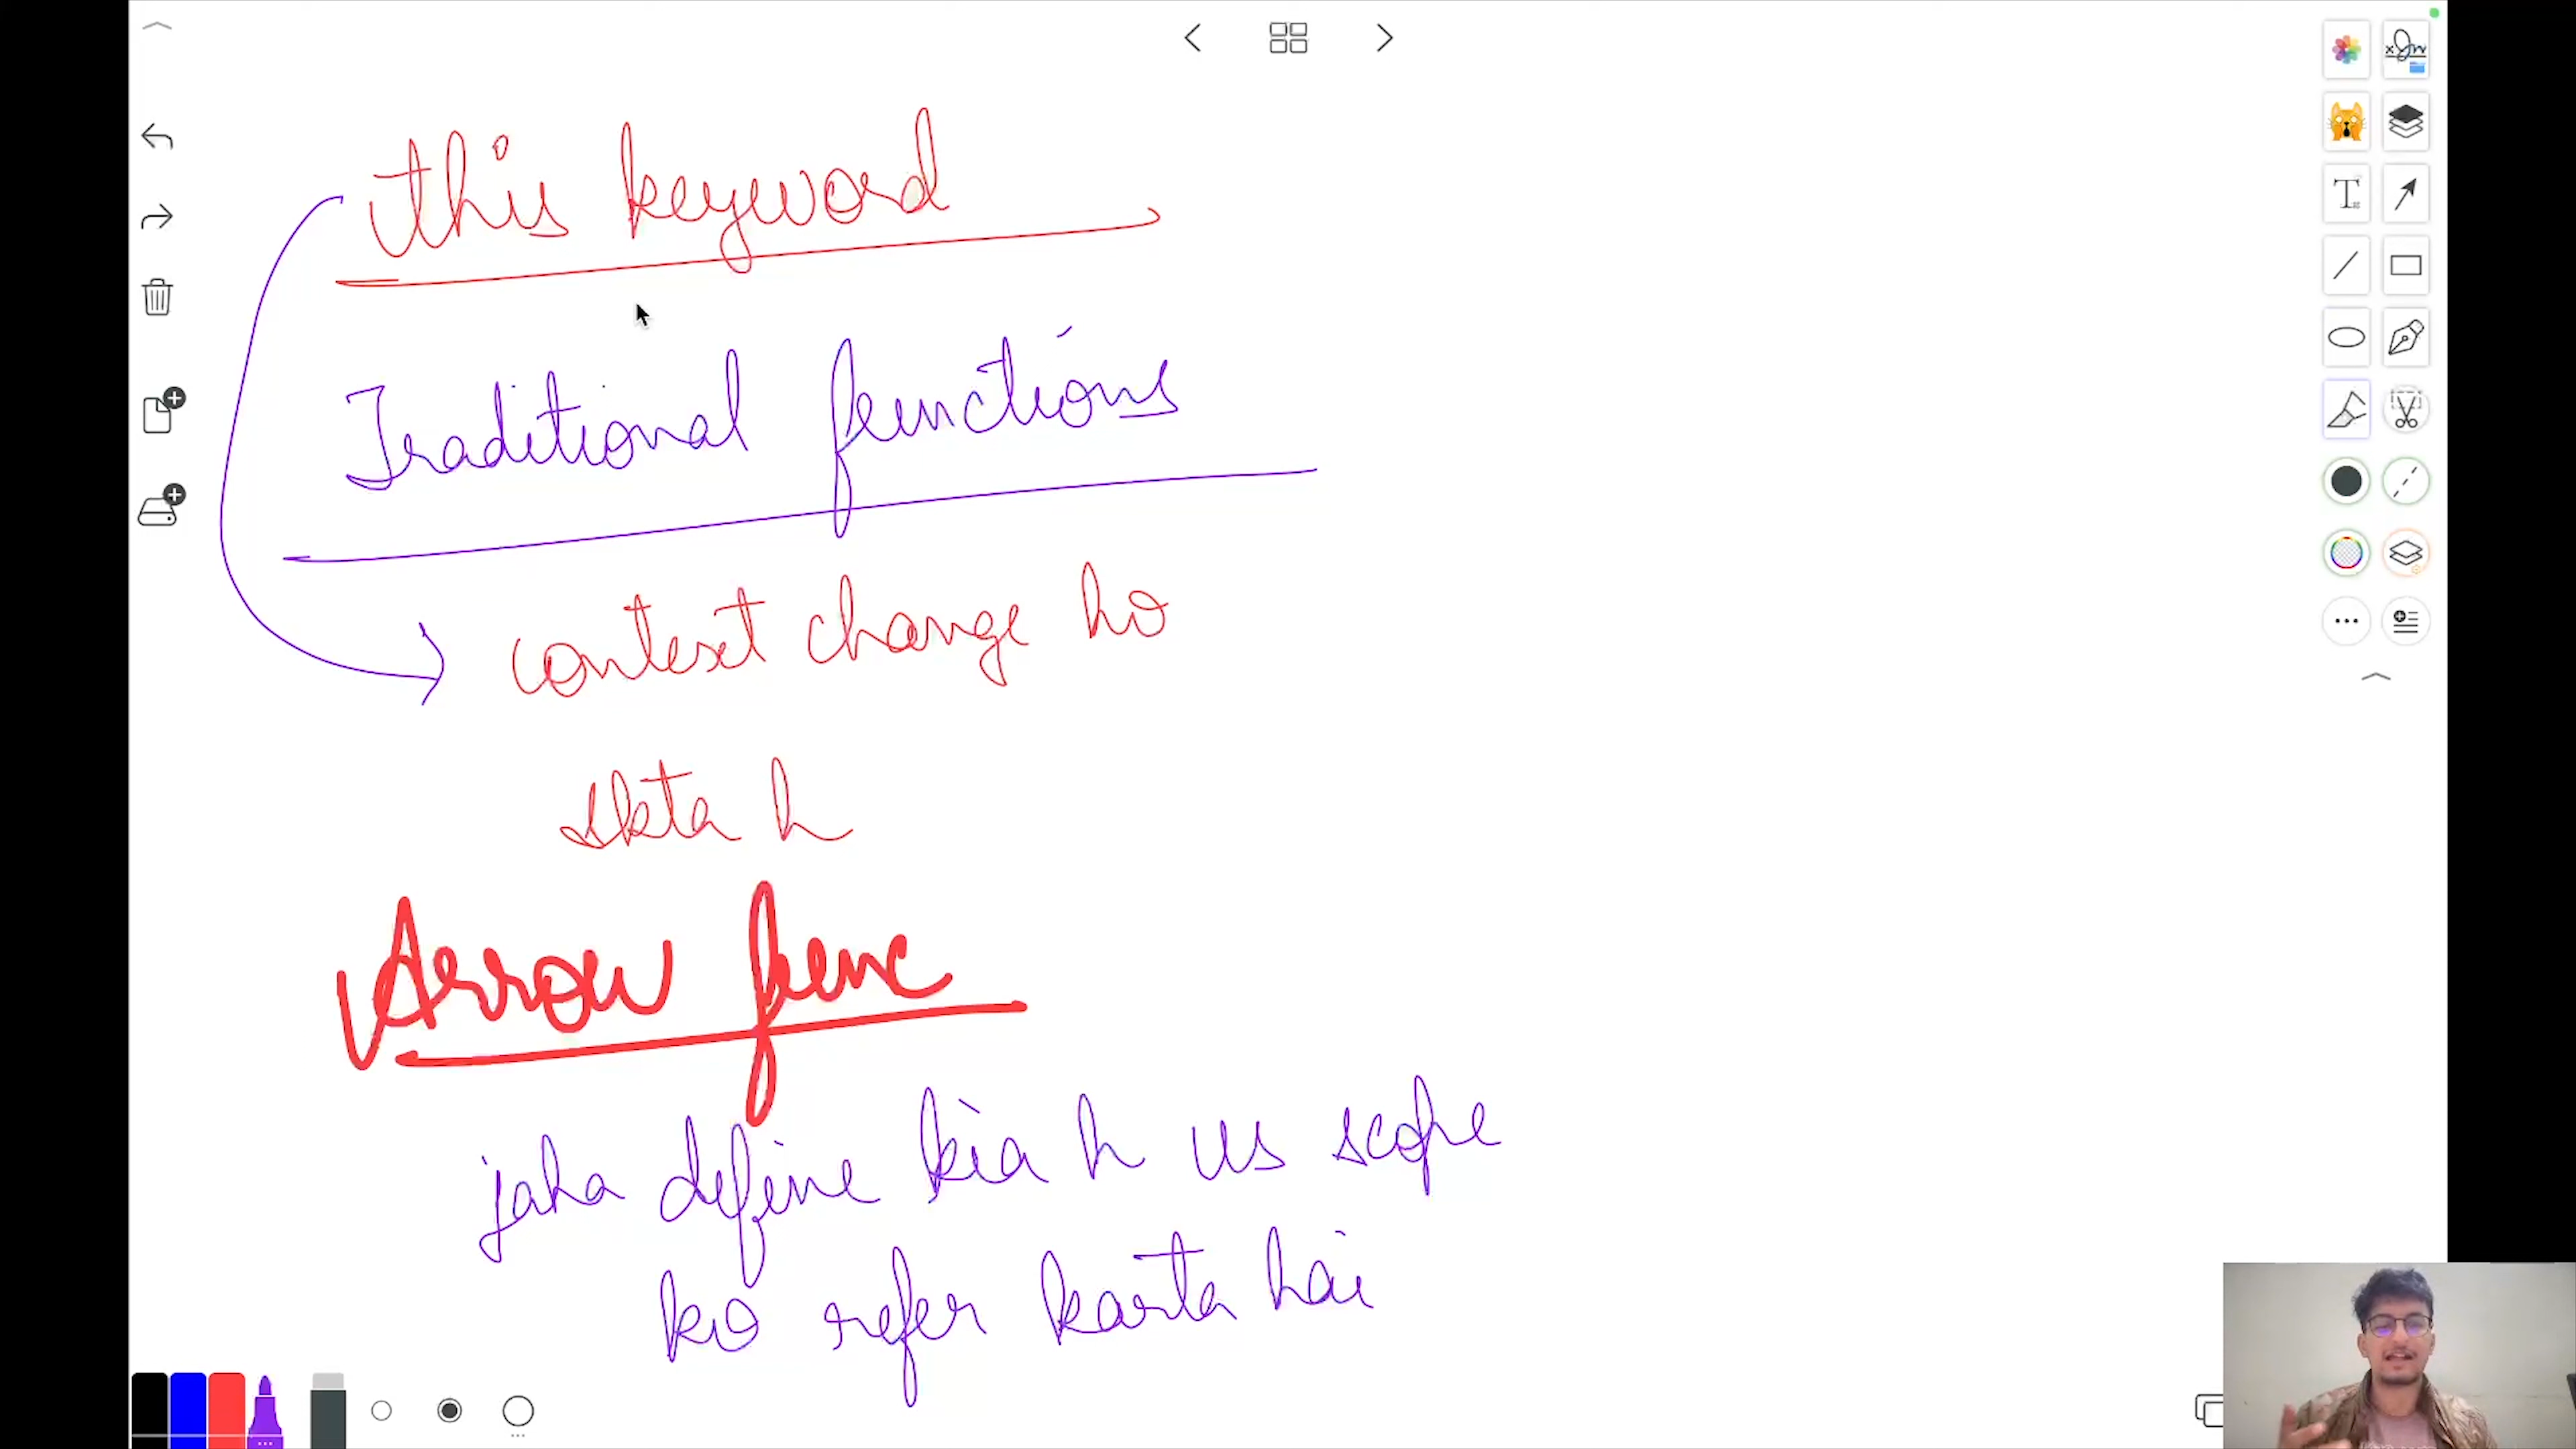 this keyword
Traditional functions
context change ho
skta h
Arrow func
jaha define kia h us scope
ko refer karta hai